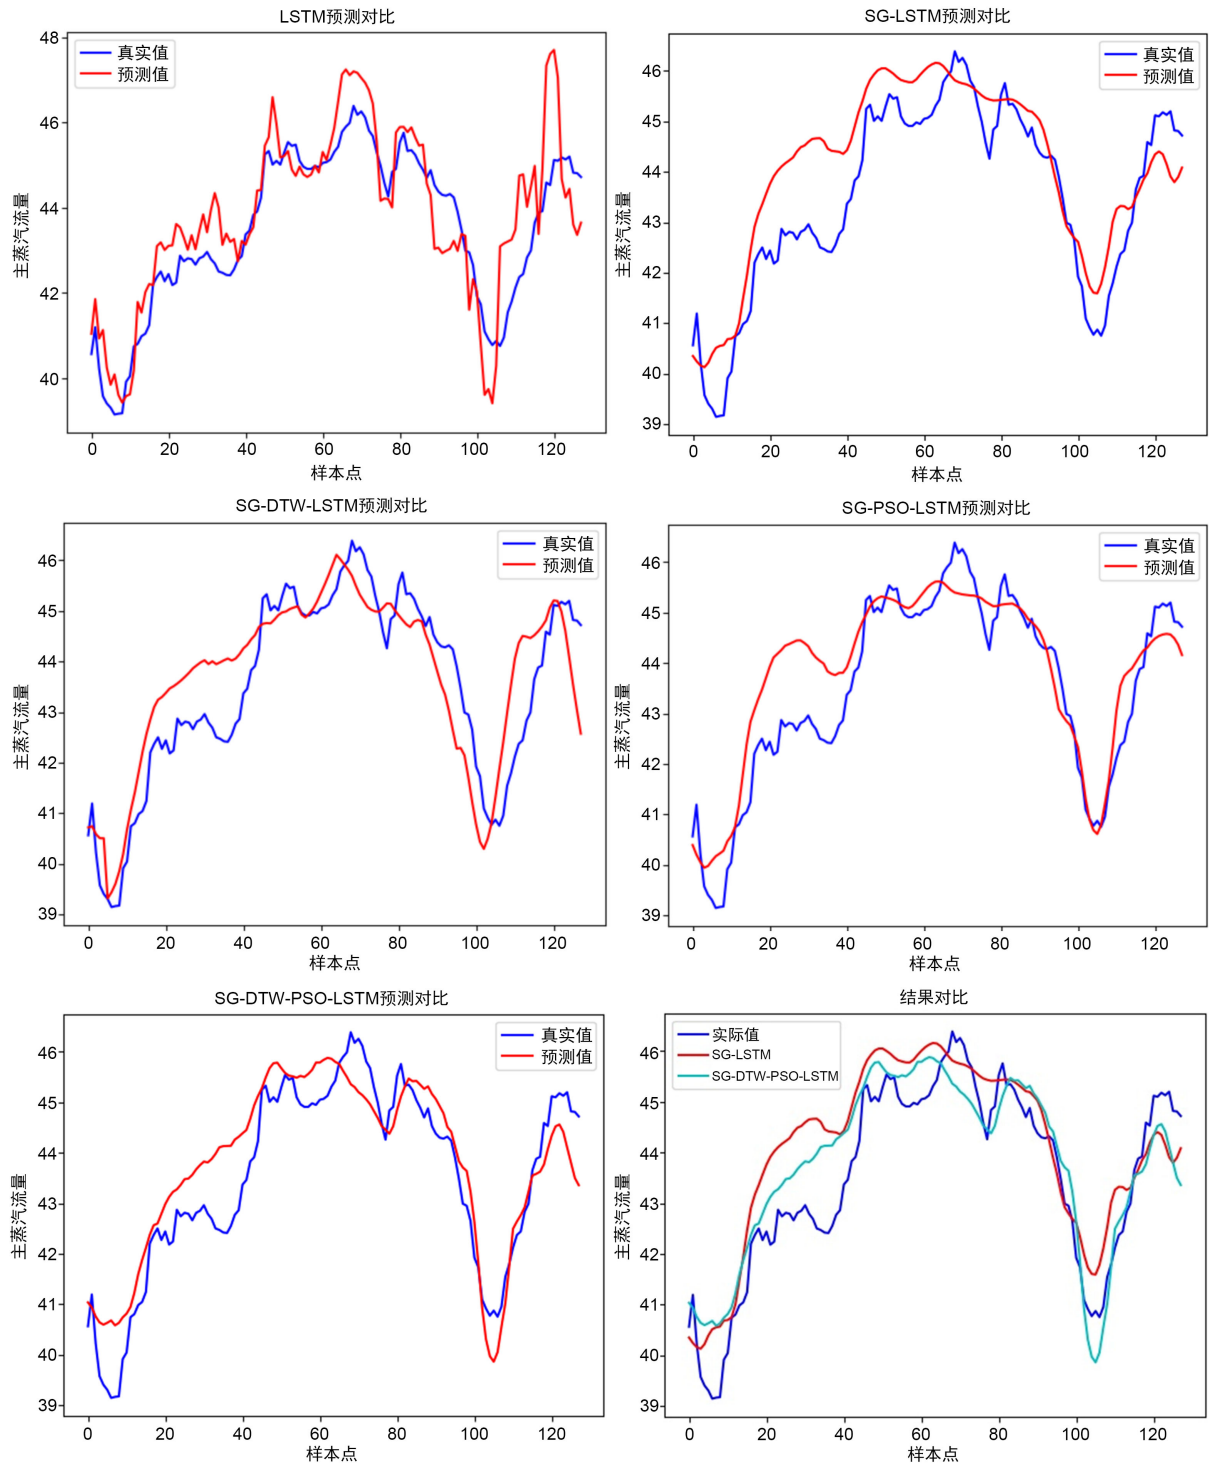 LSTM预测对比
真实值
预测值
主蒸汽流量
48
46
44
42
40
0 20 40 60 80 100 120
样本点
SG-LSTM预测对比
真实值
预测值
主蒸汽流量
46
45
44
43
42
41
40
39
0 20 40 60 80 100 120
样本点
SG-DTW-LSTM预测对比
真实值
预测值
主蒸汽流量
46
45
44
43
42
41
40
39
0 20 40 60 80 100 120
样本点
SG-PSO-LSTM预测对比
真实值
预测值
主蒸汽流量
46
45
44
43
42
41
40
39
0 20 40 60 80 100 120
样本点
SG-DTW-PSO-LSTM预测对比
真实值
预测值
主蒸汽流量
46
45
44
43
42
41
40
39
0 20 40 60 80 100 120
样本点
结果对比
实际值
SG-LSTM
SG-DTW-PSO-LSTM
主蒸汽流量
46
45
44
43
42
41
40
39
0 20 40 60 80 100 120
样本点